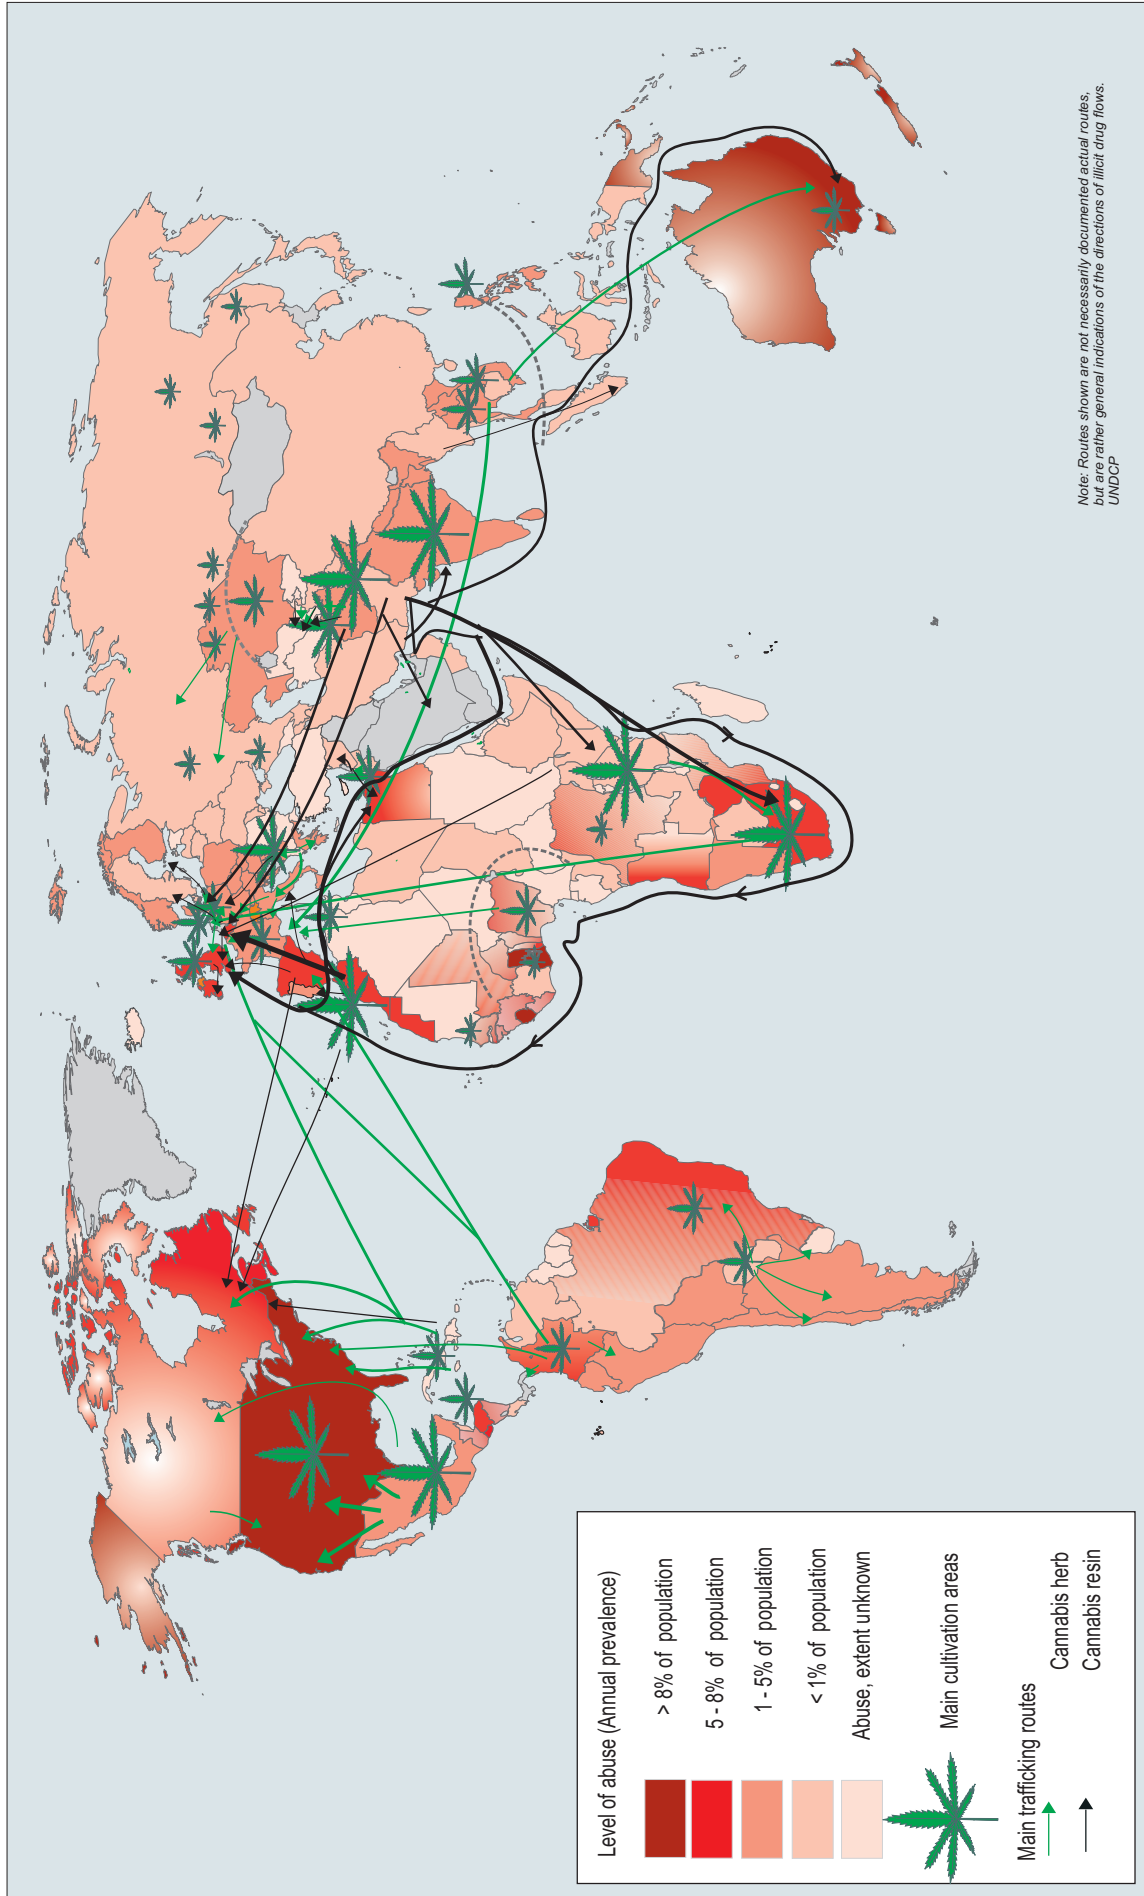 Level of abuse (Annual prevalence)
> 8% of population
5 - 8% of population
1 - 5% of population
< 1% of population
Abuse, extent unknown
Main cultivation areas
Main trafficking routes
Cannabis herb
Cannabis resin
Note: Routes shown are not necessarily documented actual routes,
but are rather general indications of the directions of illicit drug flows.
UNDCP